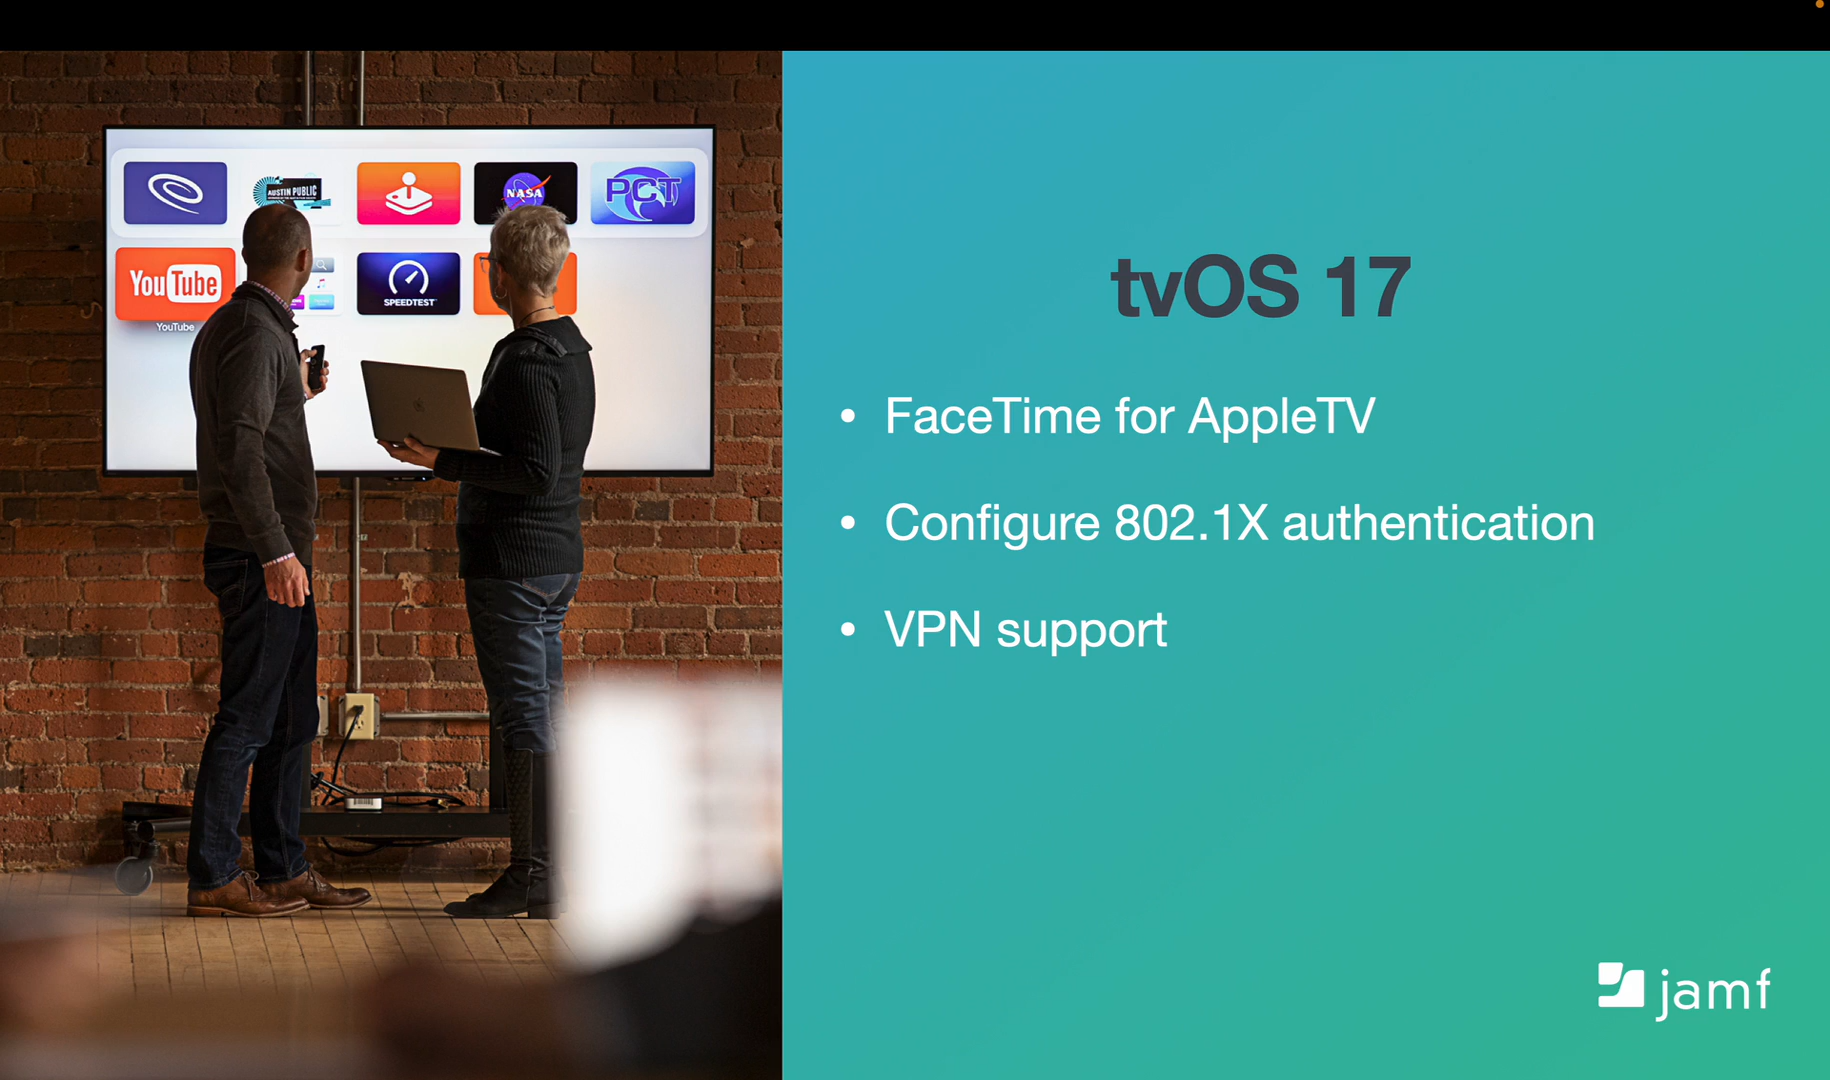 AUSTIN PUBLIC
NASA
PCT
YouTube
SPEEDTEST
YouTube
tvOS 17
• FaceTime for AppleTV
• Configure 802.1X authentication
• VPN support
jamf